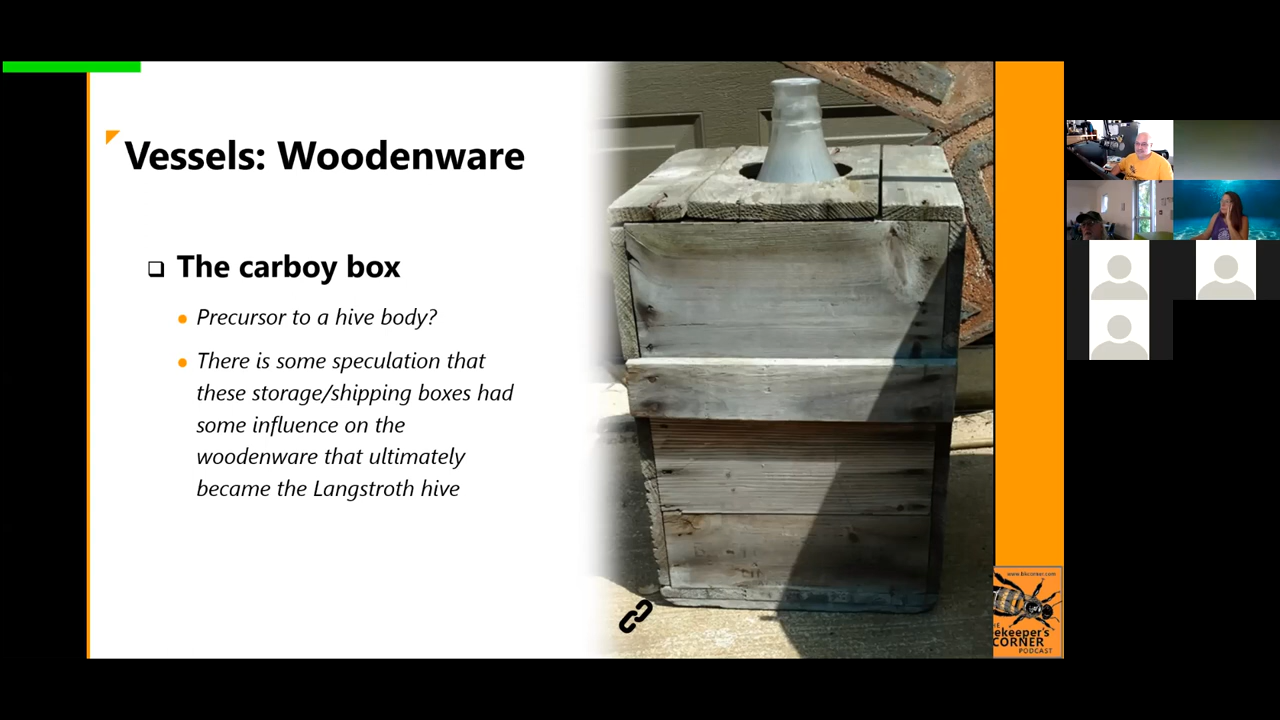 Vessels: Woodenware
The carboy box
Precursor to a hive body?
There is some speculation that
these storage/shipping boxes had
some influence on the
woodenware that ultimately
became the Langstroth hive
www.bkcorner.com
CORNER
PODCAST